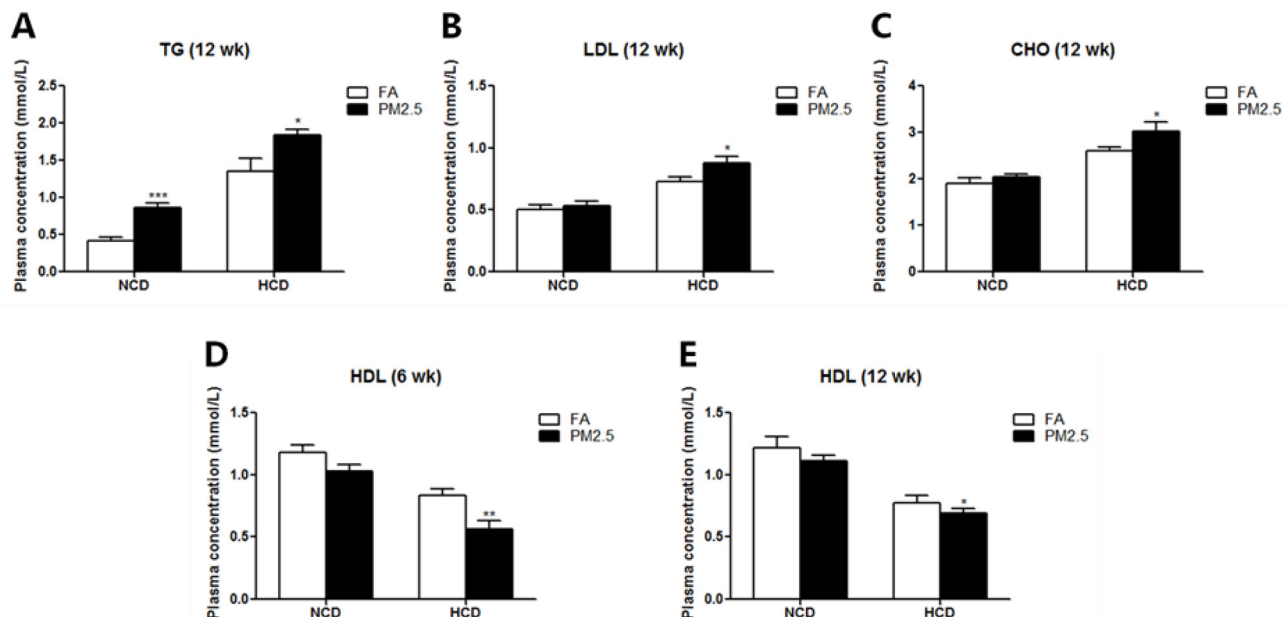 A
TG (12 wk)
Plasma concentration (mmol/L)
2.5
2.0
1.5
1.0
0.5
0.0
***
*
NCD
HCD
FA
PM2.5
B
LDL (12 wk)
Plasma concentration (mmol/L)
1.5
1.0
0.5
0.0
*
NCD
HCD
FA
PM2.5
C
CHO (12 wk)
Plasma concentration (mmol/L)
4
3
2
1
0
*
NCD
HCD
FA
PM2.5
D
HDL (6 wk)
Plasma concentration (mmol/L)
1.5
1.0
0.5
0.0
**
NCD
HCD
FA
PM2.5
E
HDL (12 wk)
Plasma concentration (mmol/L)
1.5
1.0
0.5
0.0
*
NCD
HCD
FA
PM2.5